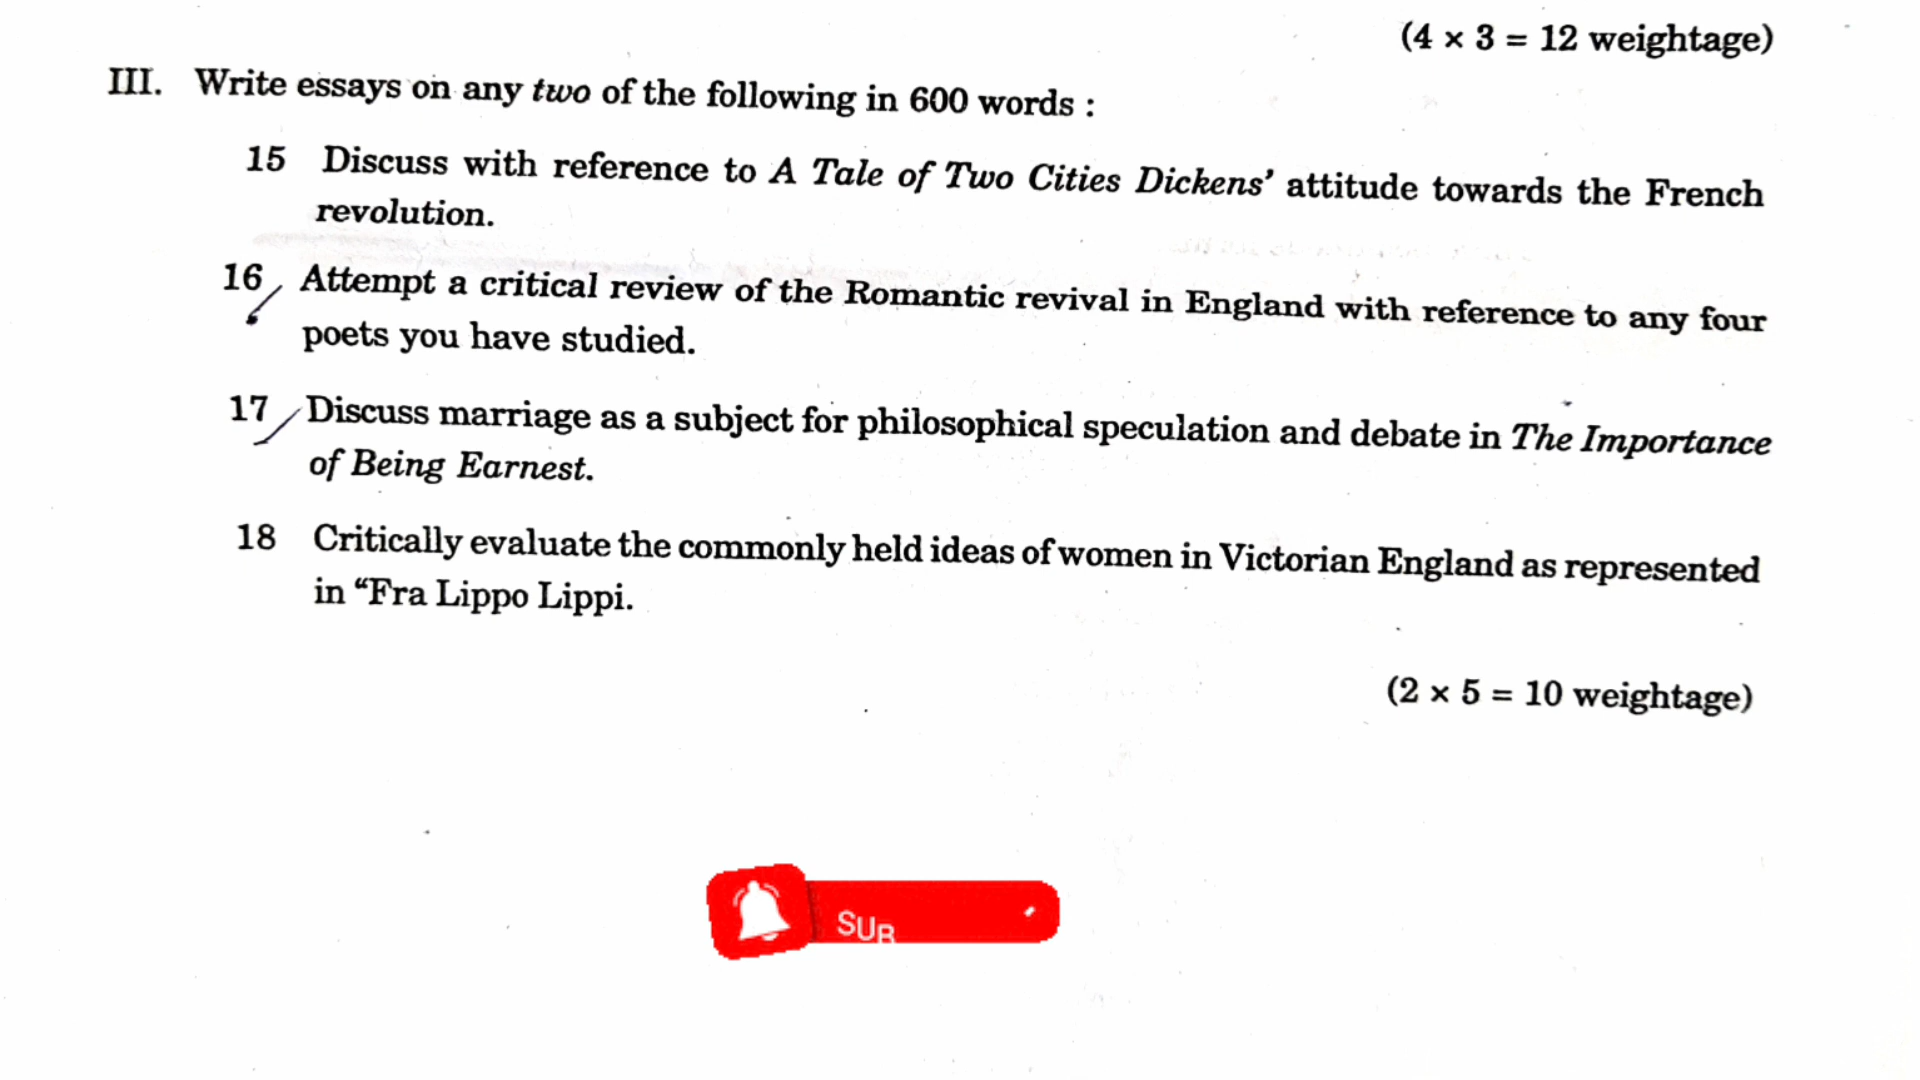 (4 × 3 = 12 weightage)
III. Write essays on any two of the following in 600 words :
15 Discuss with reference to A Tale of Two Cities Dickens' attitude towards the French
revolution.
16 Attempt a critical review of the Romantic revival in England with reference to any four
poets you have studied.
17 Discuss marriage as a subject for philosophical speculation and debate in The Importance
of Being Earnest.
18 Critically evaluate the commonly held ideas of women in Victorian England as represented
in “Fra Lippo Lippi.
(2 × 5 = 10 weightage)
SUB